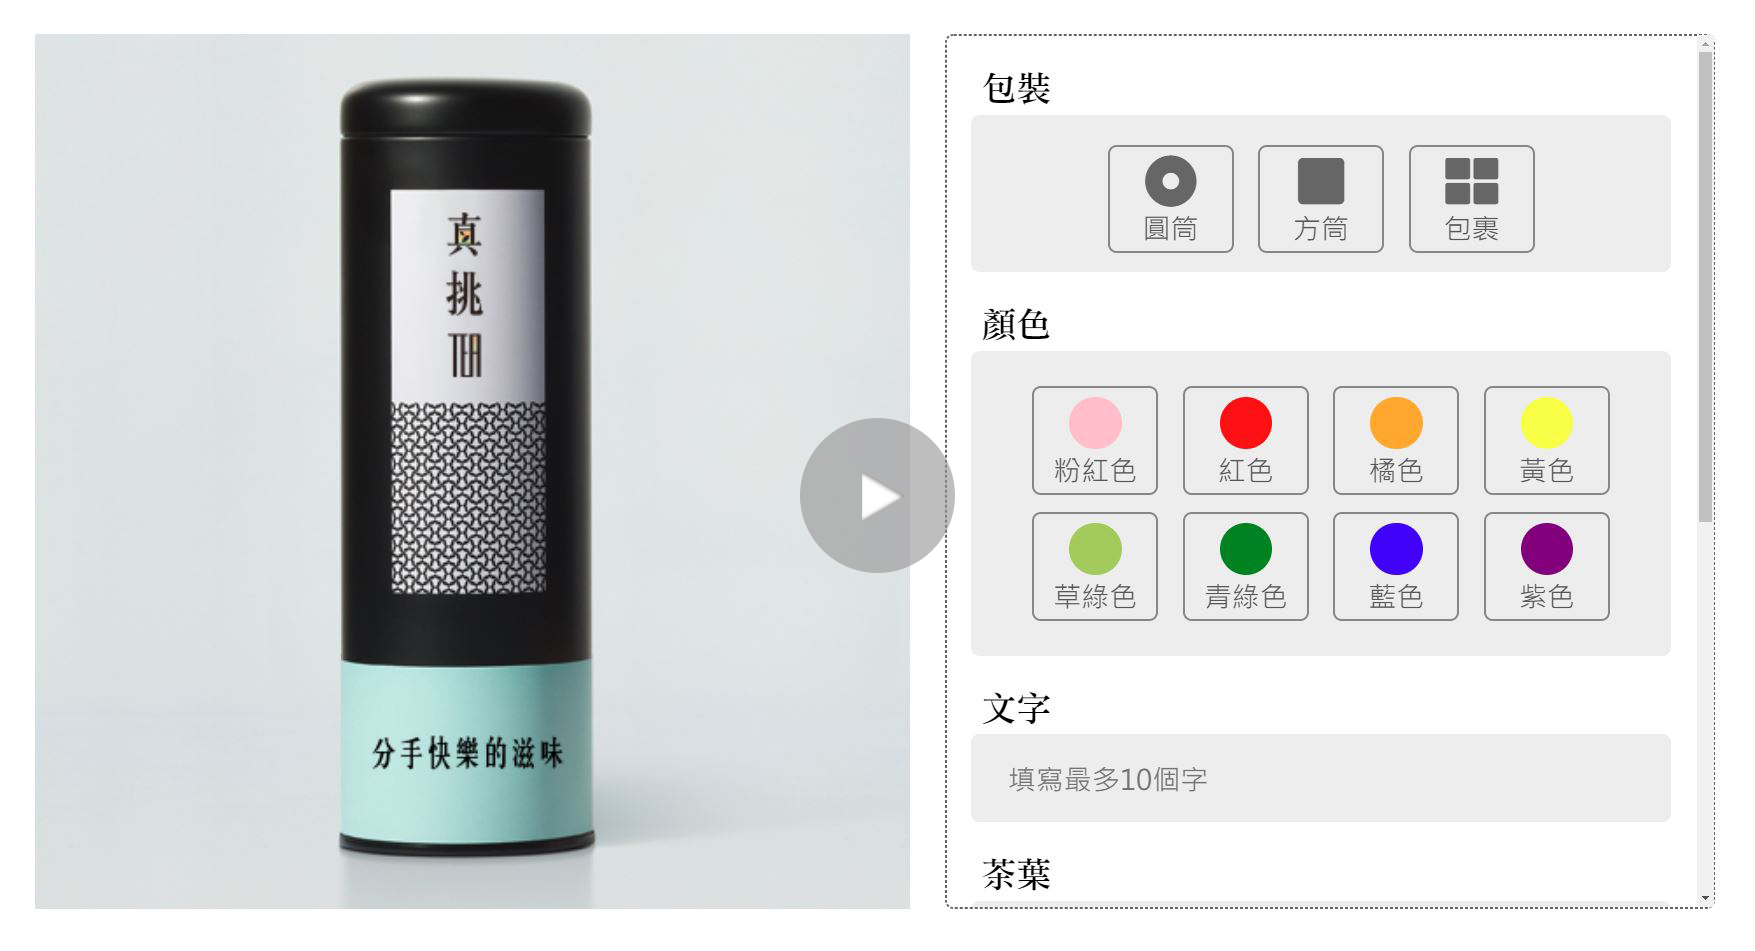 真
挑
TEA
分手快樂的滋味
包裝
圓筒
方筒
包裹
顏色
粉紅色
紅色
橘色
黃色
草綠色
青綠色
藍色
紫色
文字
填寫最多10個字
茶葉